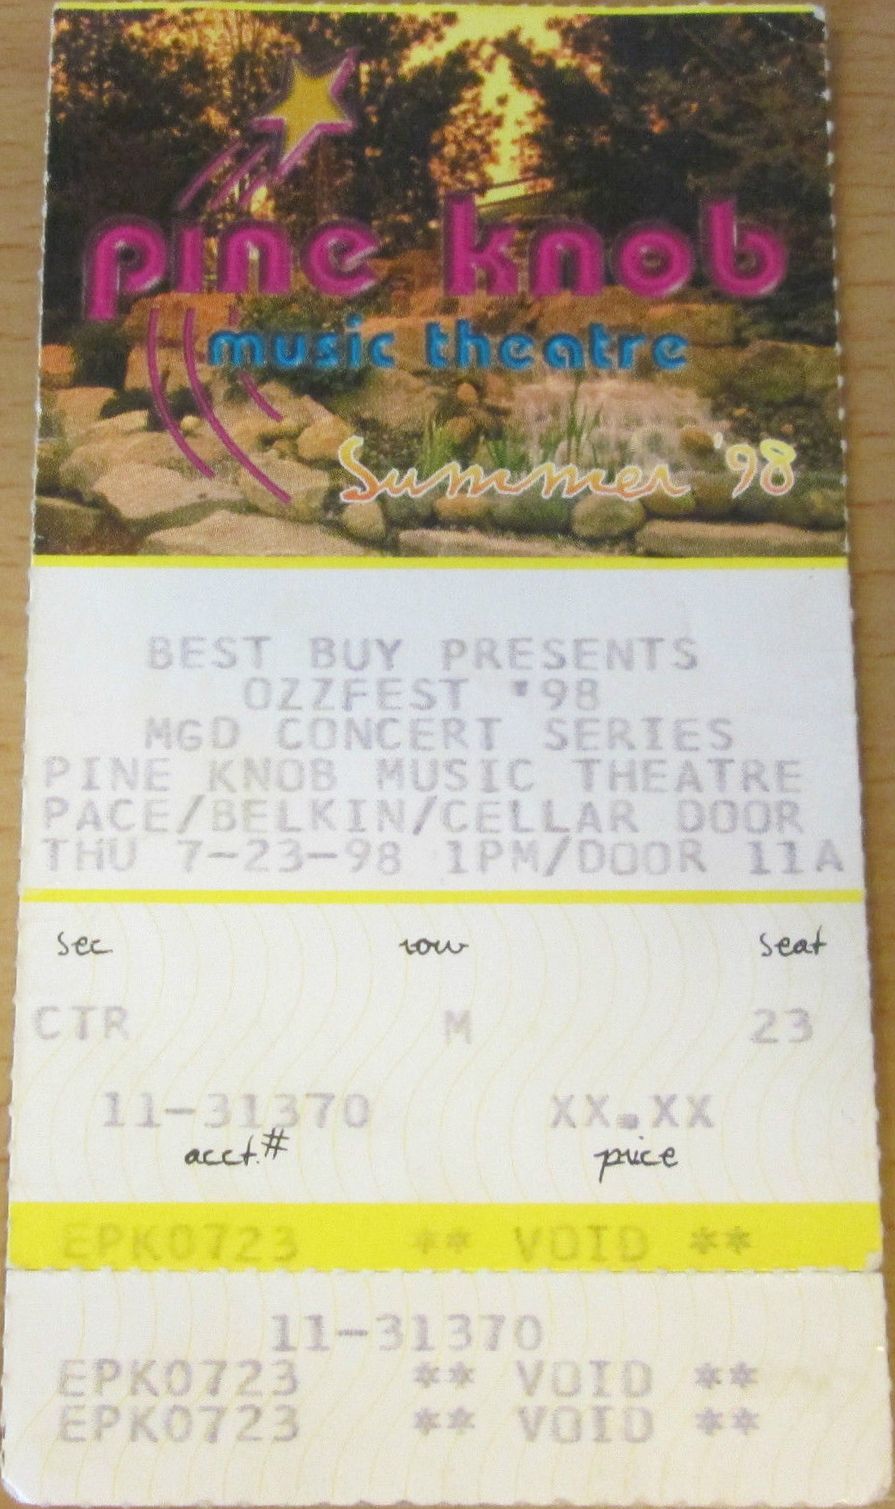 pine knob
music theatre
Summer '98
BEST BUY PRESENTS
OZZFEST '98
MGD CONCERT SERIES
PINE KNOB MUSIC THEATRE
PACE/BELKIN/CELLAR DOOR
THU 7-23-98 1PM/DOOR 11A
sec row seat
CTR M 23
11-31370 XX.XX
acct.# price
EPK0723 ** VOID **
11-31370
EPK0723 ** VOID **
EPK0723 ** VOID **